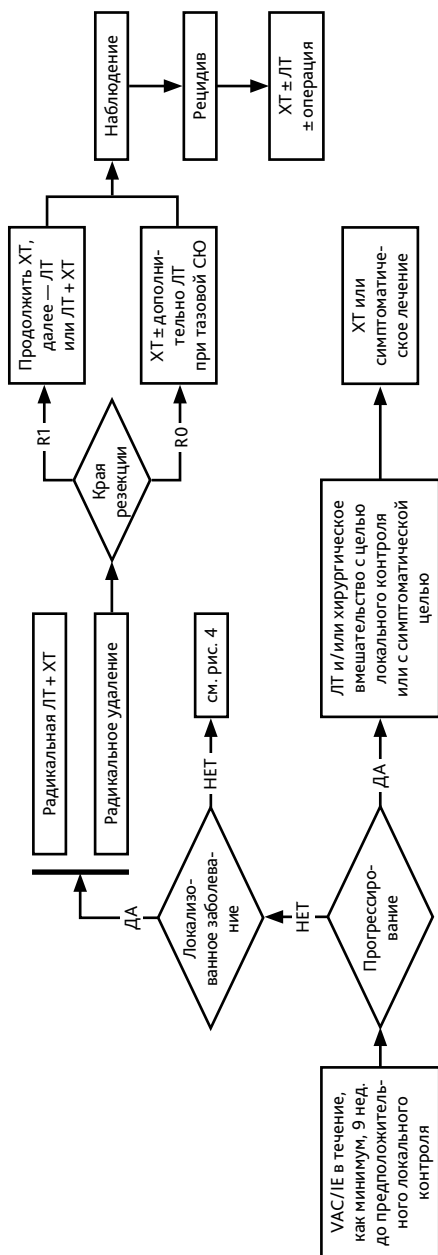 VAC/IE в течение,
как минимум, 9 нед.
до предположитель-
ного локального
контроля
Прогрессиро-
вание
НЕТ
ДА
Локализо-
ванное заболева-
ние
ДА
НЕТ
см. рис. 4
Радикальная ЛТ + ХТ
Радикальное удаление
Края
резекции
R1
R0
Продолжить ХТ,
далее — ЛТ
или ЛТ + ХТ
ХТ ± дополни-
тельно ЛТ
при тазовой СЮ
Наблюдение
Рецидив
ХТ ± ЛТ
± операция
ЛТ и/или хирургическое
вмешательство с целью
локального контроля
или с симптоматической
целью
ХТ или
симптоматиче-
ское лечение